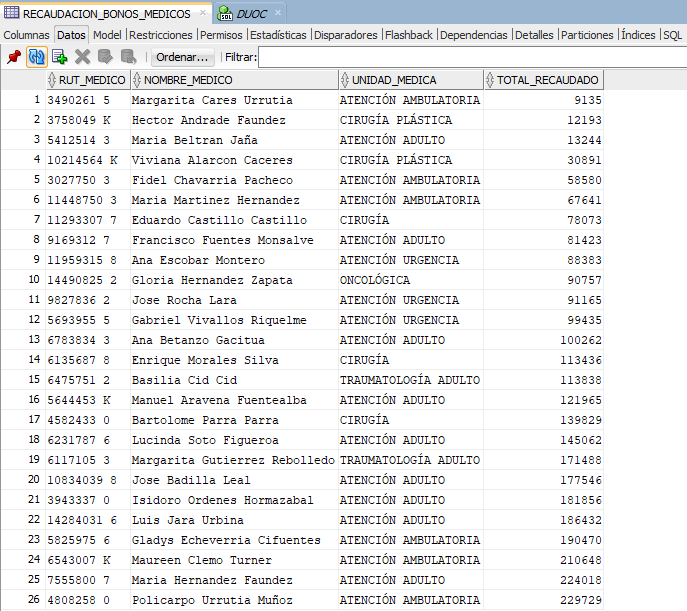 RECAUDACION_BONOS_MEDICOS × SQL DUOC ×
Columnas Datos Model Restricciones Permisos Estadísticas Disparadores Flashback Dependencias Detalles Particiones Índices SQL
Ordenar... Filtrar:
RUT_MEDICO NOMBRE_MEDICO UNIDAD_MEDICA TOTAL_RECAUDADO
1 3490261 5 Margarita Cares Urrutia ATENCIÓN AMBULATORIA 9135
2 3758049 K Hector Andrade Faundez CIRUGÍA PLÁSTICA 12193
3 5412514 3 Maria Beltran Jaña ATENCIÓN ADULTO 13244
4 10214564 K Viviana Alarcon Caceres CIRUGÍA PLÁSTICA 30891
5 3027750 3 Fidel Chavarria Pacheco ATENCIÓN AMBULATORIA 58580
6 11448750 3 Maria Martinez Hernandez ATENCIÓN AMBULATORIA 67641
7 11293307 7 Eduardo Castillo Castillo CIRUGÍA 78073
8 9169312 7 Francisco Fuentes Monsalve ATENCIÓN ADULTO 81423
9 11959315 8 Ana Escobar Montero ATENCIÓN URGENCIA 88383
10 14490825 2 Gloria Hernandez Zapata ONCOLÓGICA 90757
11 9827836 2 Jose Rocha Lara ATENCIÓN URGENCIA 91165
12 5693955 5 Gabriel Vivallos Riquelme ATENCIÓN URGENCIA 99435
13 6783834 3 Ana Betanzo Gacitua ATENCIÓN ADULTO 100262
14 6135687 8 Enrique Morales Silva CIRUGÍA 113436
15 6475751 2 Basilia Cid Cid TRAUMATOLOGÍA ADULTO 113838
16 5644453 K Manuel Aravena Fuentealba ATENCIÓN ADULTO 121965
17 4582433 0 Bartolome Parra Parra CIRUGÍA 139829
18 6231787 6 Lucinda Soto Figueroa ATENCIÓN ADULTO 145062
19 6117105 3 Margarita Gutierrez Rebolledo TRAUMATOLOGÍA ADULTO 171488
20 10834039 8 Jose Badilla Leal ATENCIÓN ADULTO 177546
21 3943337 0 Isidoro Ordenes Hormazabal ATENCIÓN ADULTO 181856
22 14284031 6 Luis Jara Urbina ATENCIÓN ADULTO 186432
23 5825975 6 Gladys Echeverria Cifuentes ATENCIÓN AMBULATORIA 190470
24 6543007 K Maureen Clemo Turner ATENCIÓN AMBULATORIA 210648
25 7555800 7 Maria Hernandez Faundez ATENCIÓN ADULTO 224018
26 4808258 0 Policarpo Urrutia Muñoz ATENCIÓN AMBULATORIA 229729